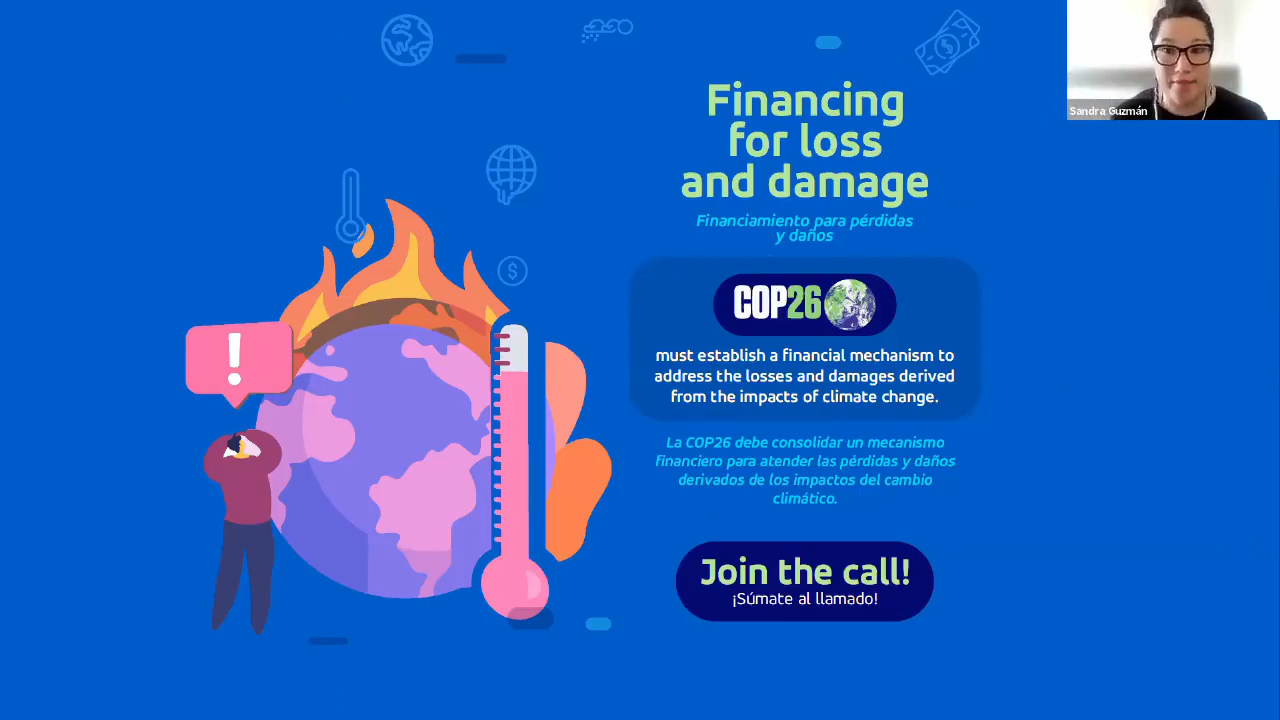 Financing
for loss
and damage
Financiamiento para pérdidas
y daños
COP26
must establish a financial mechanism to
address the losses and damages derived
from the impacts of climate change.
La COP26 debe consolidar un mecanismo
financiero para atender las pérdidas y daños
derivados de los impactos del cambio
climático.
Join the call!
¡Súmate al llamado!
!
$
$
Sandra Guzmán